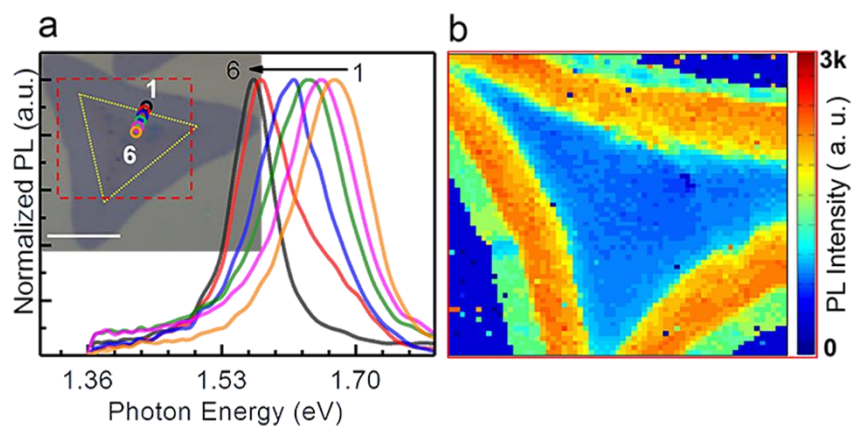 a
b
6 1
1
6
Normalized PL (a.u.)
1.36 1.53 1.70
Photon Energy (eV)
3k
PL Intensity ( a. u.)
0